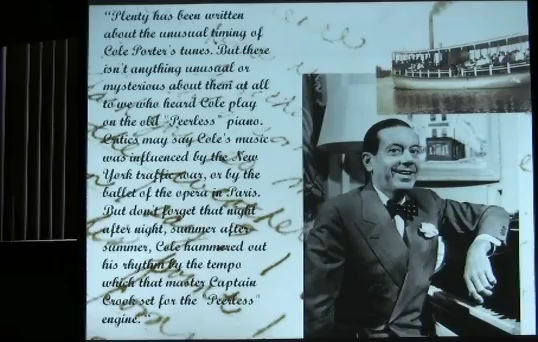 "Plenty has been written
about the unusual timing of
Cole Porter's tunes. But there
isn't anything unusual or
mysterious about them at all
to we who heard Cole play
on the old "Peerless" piano.
Critics may say Cole's music
was influenced by the New
York traffic roar, or by the
ballet of the opera in Paris.
But don't forget that night
after night, summer after
summer, Cole hammered out
his rhythm by the tempo
which that master Captain
Crook set for the "Peerless"
engine."